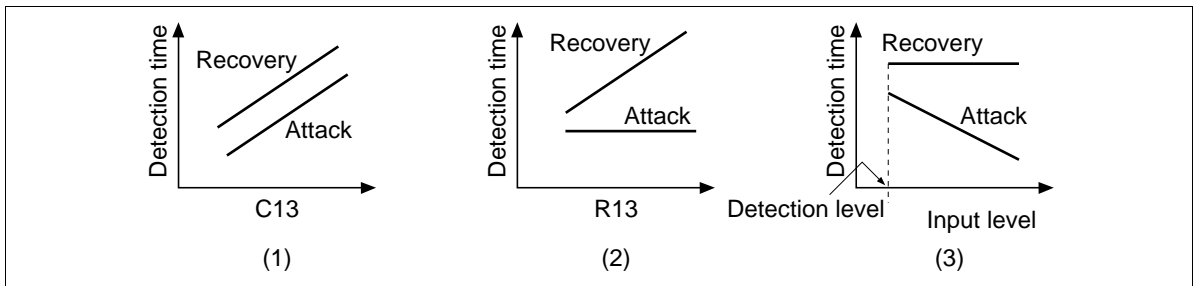 Detection time
Recovery
Attack
C13
(1)
Detection time
Recovery
Attack
R13
(2)
Detection time
Recovery
Attack
Detection level
Input level
(3)